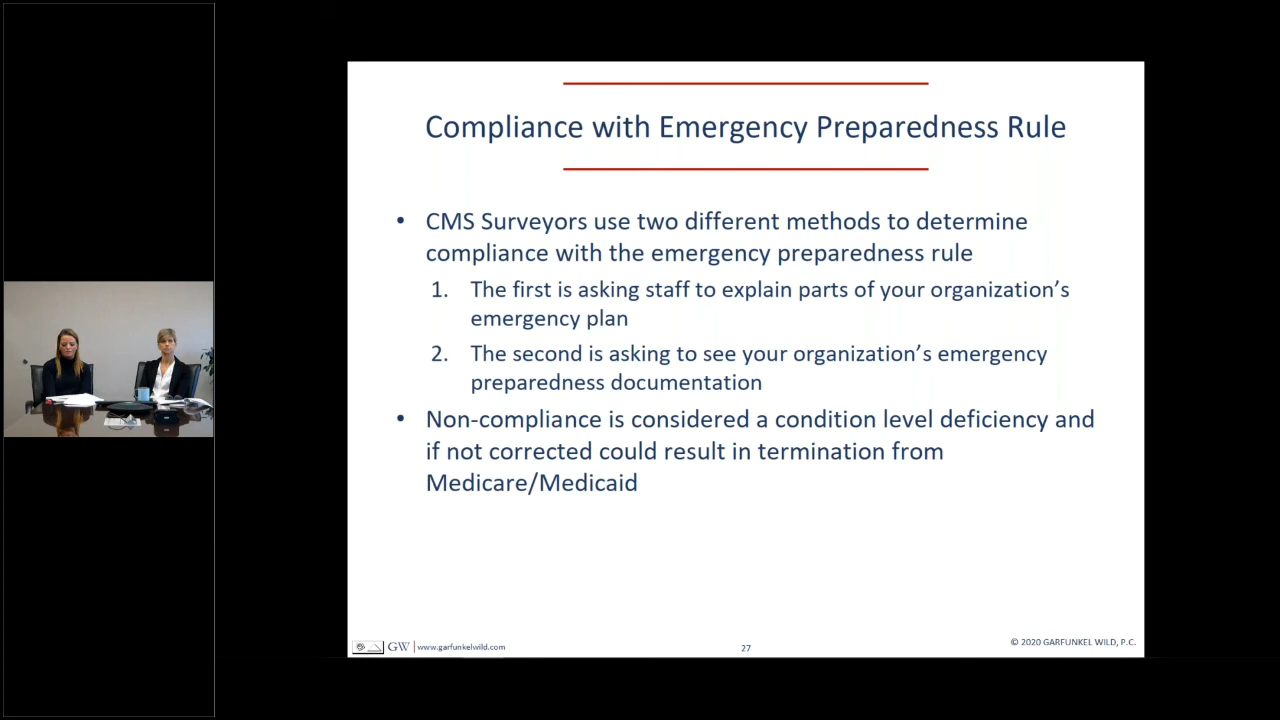 Compliance with Emergency Preparedness Rule
• CMS Surveyors use two different methods to determine
compliance with the emergency preparedness rule
1. The first is asking staff to explain parts of your organization’s
emergency plan
2. The second is asking to see your organization’s emergency
preparedness documentation
• Non-compliance is considered a condition level deficiency and
if not corrected could result in termination from
Medicare/Medicaid
GW www.garfunkelwild.com
27
© 2020 GARFUNKEL WILD, P.C.